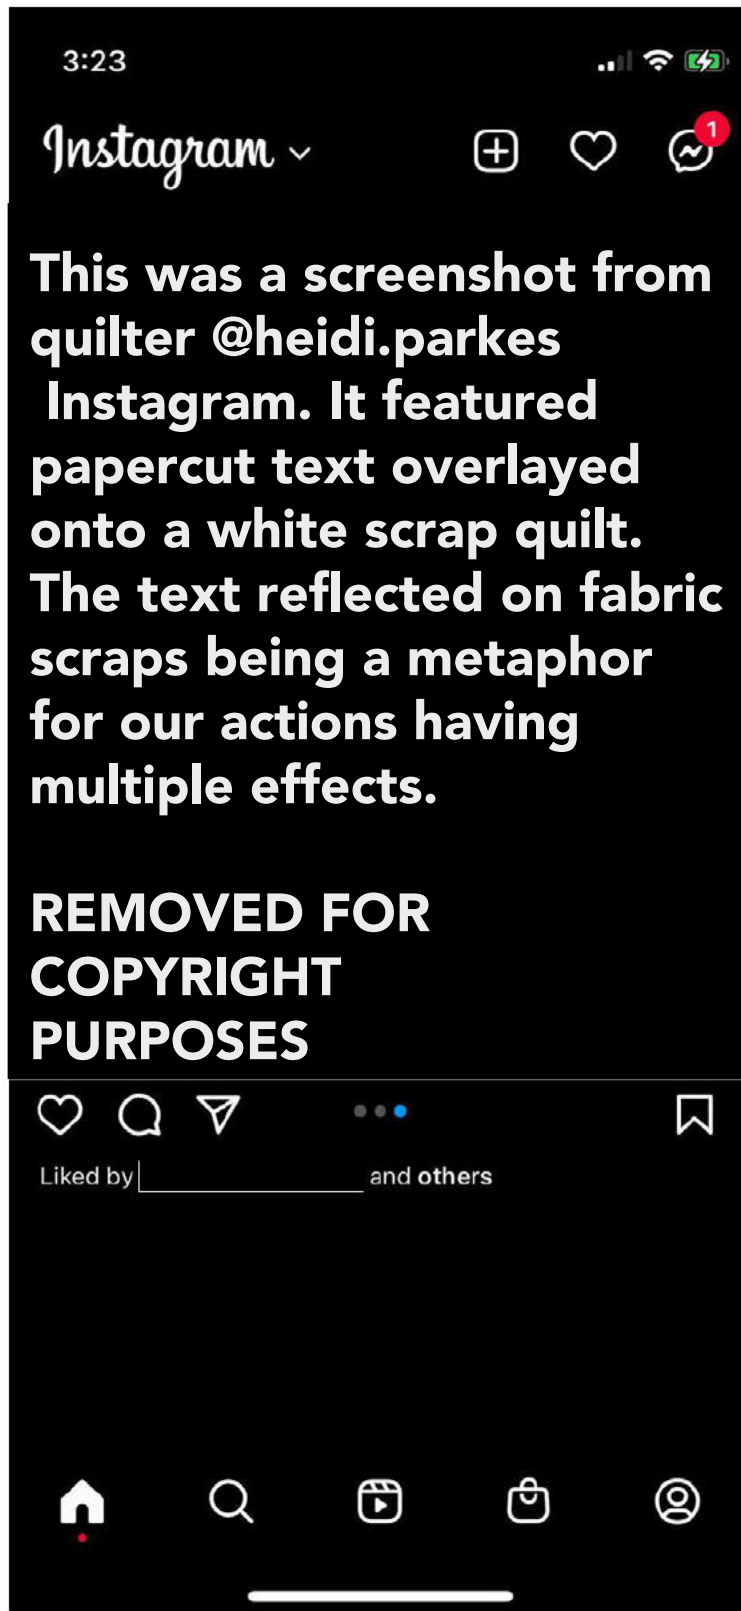 3:23
Instagram
1
This was a screenshot from
quilter @heidi.parkes
Instagram. It featured
papercut text overlayed
onto a white scrap quilt.
The text reflected on fabric
scraps being a metaphor
for our actions having
multiple effects.
REMOVED FOR
COPYRIGHT
PURPOSES
Liked by and others